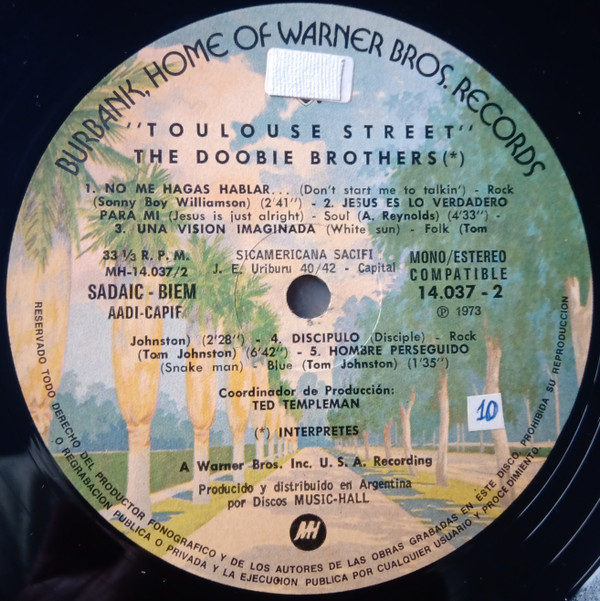 BURBANK, HOME OF WARNER BROS. RECORDS
"TOULOUSE STREET"
THE DOOBIE BROTHERS(*)
1. NO ME HAGAS HABLAR... (Don't start me to talkin') - Rock
(Sonny Boy Williamson) (2'41") - 2. JESUS ES LO VERDADERO
PARA MI (Jesus is just alright) - Soul (A. Reynolds) (4'33") -
3. UNA VISION IMAGINADA (White sun) - Folk (Tom
33 ⅓ R. P. M.
MH-14.037/2
SADAIC - BIEM
AADI-CAPIF
SICAMERICANA SACIFI
J. E. Uriburu 40/42 - Capital
MONO/ESTEREO
COMPATIBLE
14.037 - 2
℗ 1973
Johnston) (2'28") - 4. DISCIPULO (Disciple) - Rock
(Tom Johnston) (6'42") - 5. HOMBRE PERSEGUIDO
(Snake man) - Blue (Tom Johnston) (1'35")
Coordinador de Producción:
TED TEMPLEMAN
10
(*) INTERPRETES
A Warner Bros. Inc. U. S. A. Recording
Producido y distribuido en Argentina
por Discos MUSIC-HALL
MH
RESERVADO TODO DERECHO DEL PRODUCTOR FONOGRAFICO Y DE LOS AUTORES DE LAS OBRAS GRABADAS EN ESTE DISCO. PROHIBIDA SU REPRODUCCION
O REGRABACION PUBLICA O PRIVADA Y LA EJECUCION PUBLICA POR CUALQUIER USUARIO Y PROCEDIMIENTO